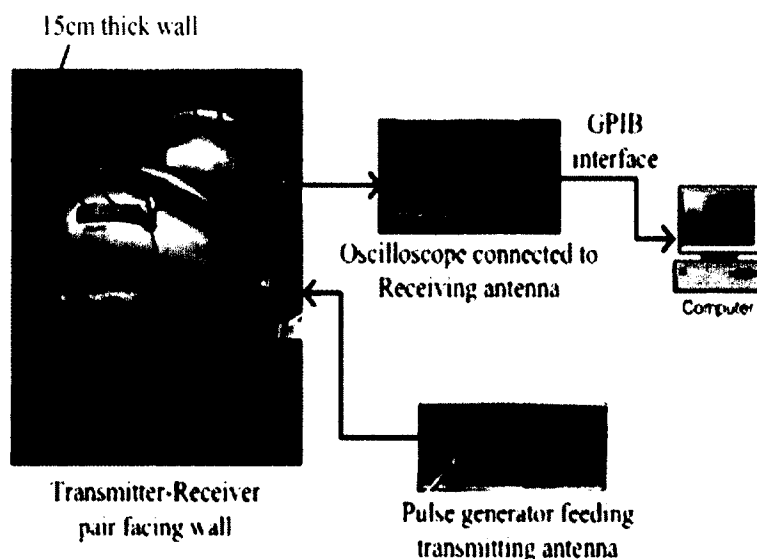 15cm thick wall
GPIB
interface
Oscilloscope connected to
Receiving antenna
Computer
Transmitter-Receiver
pair facing wall
Pulse generator feeding
transmitting antenna